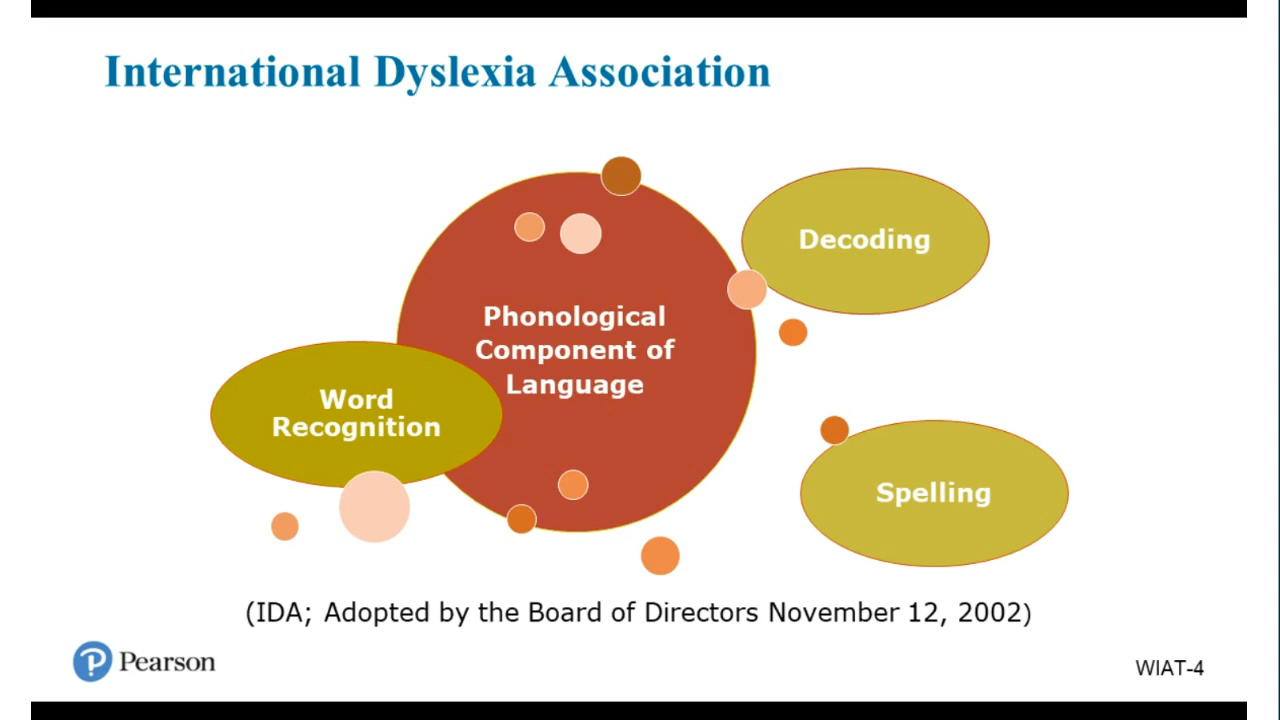 International Dyslexia Association
Decoding
Phonological
Component of
Language
Word
Recognition
Spelling
(IDA; Adopted by the Board of Directors November 12, 2002)
Pearson
WIAT-4